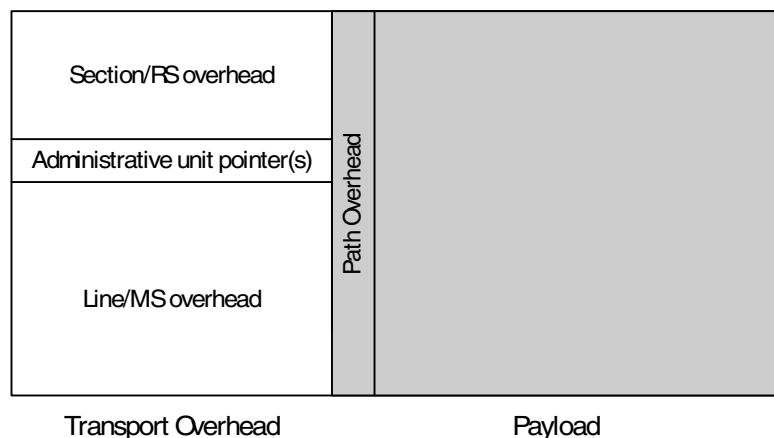 Section/RS overhead
Administrative unit pointer(s)
Line/MS overhead
Path Overhead
Transport Overhead
Payload